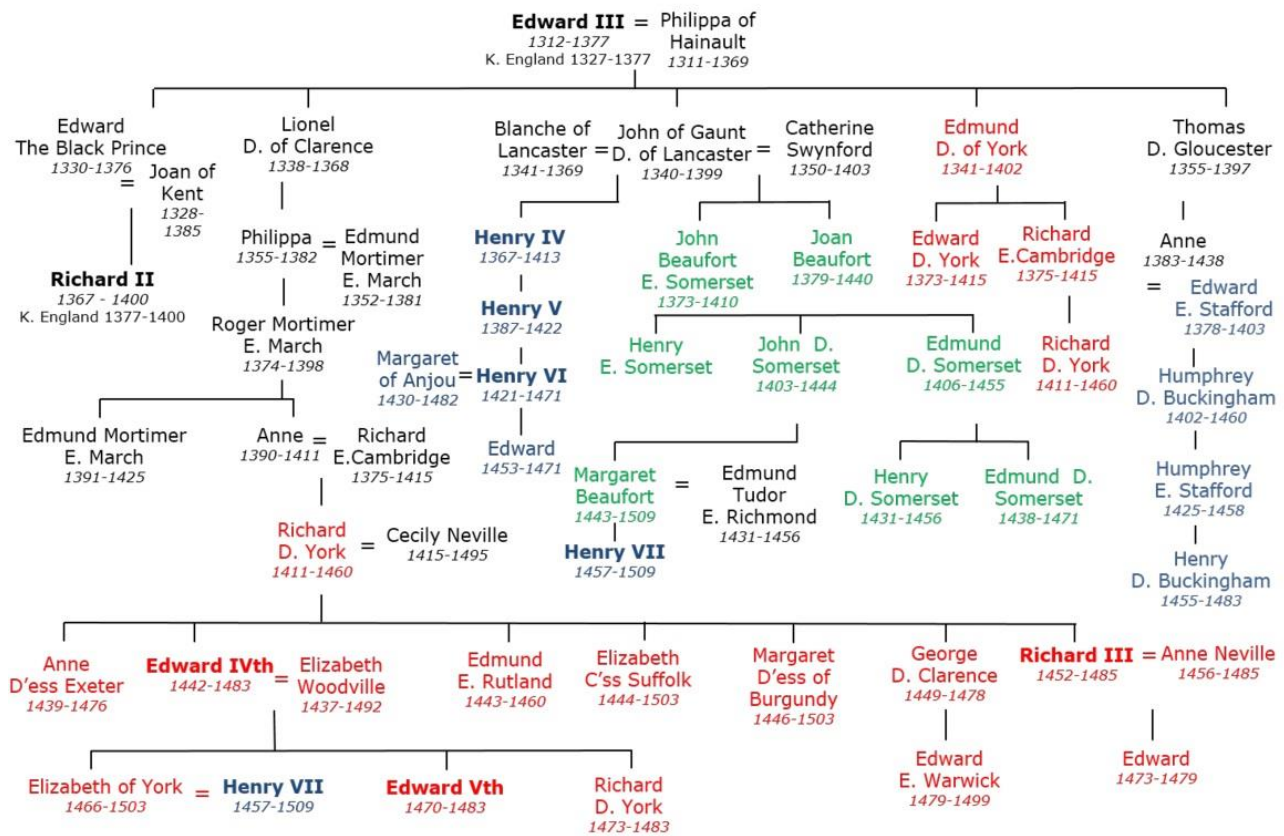 Edward III = Philippa of
1312-1377 Hainault
K. England 1327-1377 1311-1369
Edward
The Black Prince
1330-1376
= Joan of
Kent
1328-
1385
Richard II
1367 - 1400
K. England 1377-1400
Lionel
D. of Clarence
1338-1368
Philippa = Edmund
1355-1382 Mortimer
E. March
1352-1381
Roger Mortimer
E. March
1374-1398
Edmund Mortimer
E. March
1391-1425
Anne = Richard
1390-1411 E.Cambridge
1375-1415
Blanche of
Lancaster =
1341-1369
John of Gaunt
D. of Lancaster =
1340-1399
Catherine
Swynford
1350-1403
Henry IV
1367-1413
Henry V
1387-1422
Margaret
of Anjou =
1430-1482
Henry VI
1421-1471
Edward
1453-1471
John
Beaufort
E. Somerset
1373-1410
Joan
Beaufort
1379-1440
Henry
E. Somerset
John D.
Somerset
1403-1444
Edmund
D. Somerset
1406-1455
Margaret
Beaufort =
1443-1509
Edmund
Tudor
E. Richmond
1431-1456
Henry VII
1457-1509
Henry
D. Somerset
1431-1456
Edmund D.
Somerset
1438-1471
Edmund
D. of York
1341-1402
Edward
D. York
1373-1415
Richard
E.Cambridge
1375-1415
Richard
D. York
1411-1460
Thomas
D. Gloucester
1355-1397
Anne
1383-1438
= Edward
E. Stafford
1378-1403
Humphrey
D. Buckingham
1402-1460
Humphrey
E. Stafford
1425-1458
Henry
D. Buckingham
1455-1483
Richard
D. York =
1411-1460
Cecily Neville
1415-1495
Anne
D'ess Exeter
1439-1476
Edward IVth =
1442-1483
Elizabeth
Woodville
1437-1492
Edmund
E. Rutland
1443-1460
Elizabeth
C'ss Suffolk
1444-1503
Margaret
D'ess of
Burgundy
1446-1503
George
D. Clarence
1449-1478
Richard III = Anne Neville
1452-1485 1456-1485
Elizabeth of York = Henry VII
1466-1503 1457-1509
Edward Vth
1470-1483
Richard
D. York
1473-1483
Edward
E. Warwick
1479-1499
Edward
1473-1479